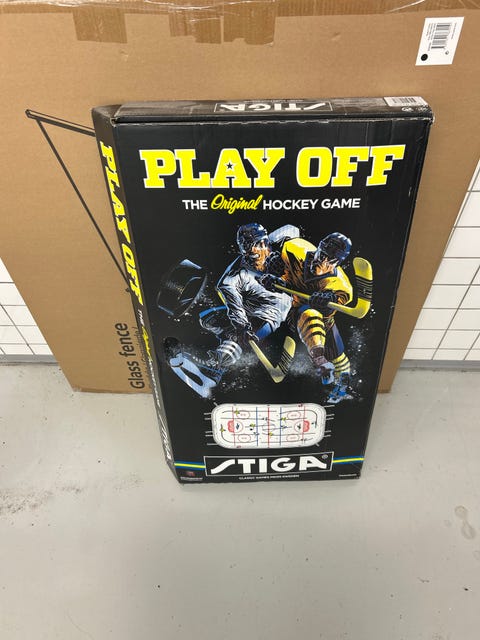 STIGA
PLAY OFF
THE Original HOCKEY GAME
STIGA
CLASSIC GAMES FROM SWEDEN
PLAY OFF
Glass fence